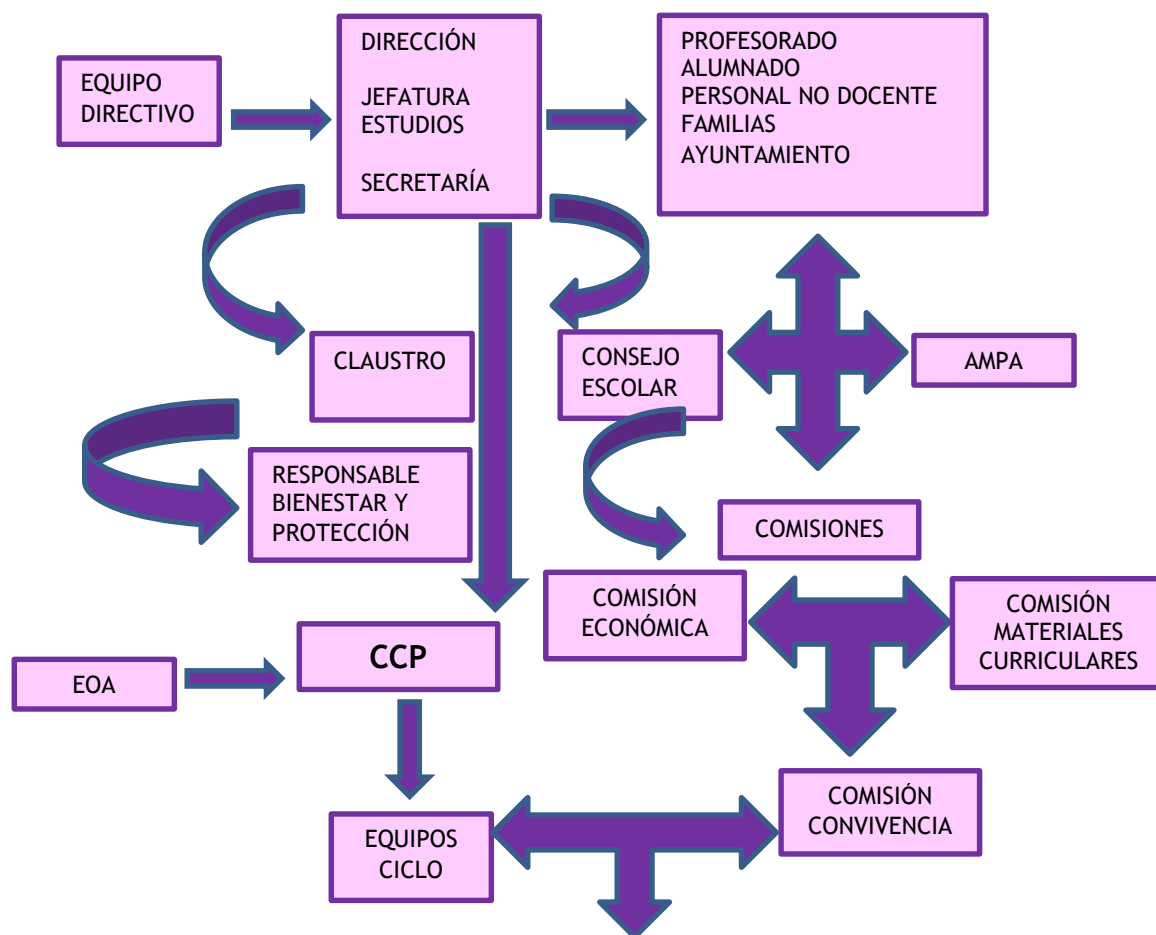 EQUIPO
DIRECTIVO
DIRECCIÓN
JEFATURA
ESTUDIOS
SECRETARÍA
PROFESORADO
ALUMNADO
PERSONAL NO DOCENTE
FAMILIAS
AYUNTAMIENTO
CLAUSTRO
CONSEJO
ESCOLAR
AMPA
RESPONSABLE
BIENESTAR Y
PROTECCIÓN
COMISIONES
COMISIÓN
ECONÓMICA
COMISIÓN
MATERIALES
CURRICULARES
CCP
EOA
EQUIPOS
CICLO
COMISIÓN
CONVIVENCIA